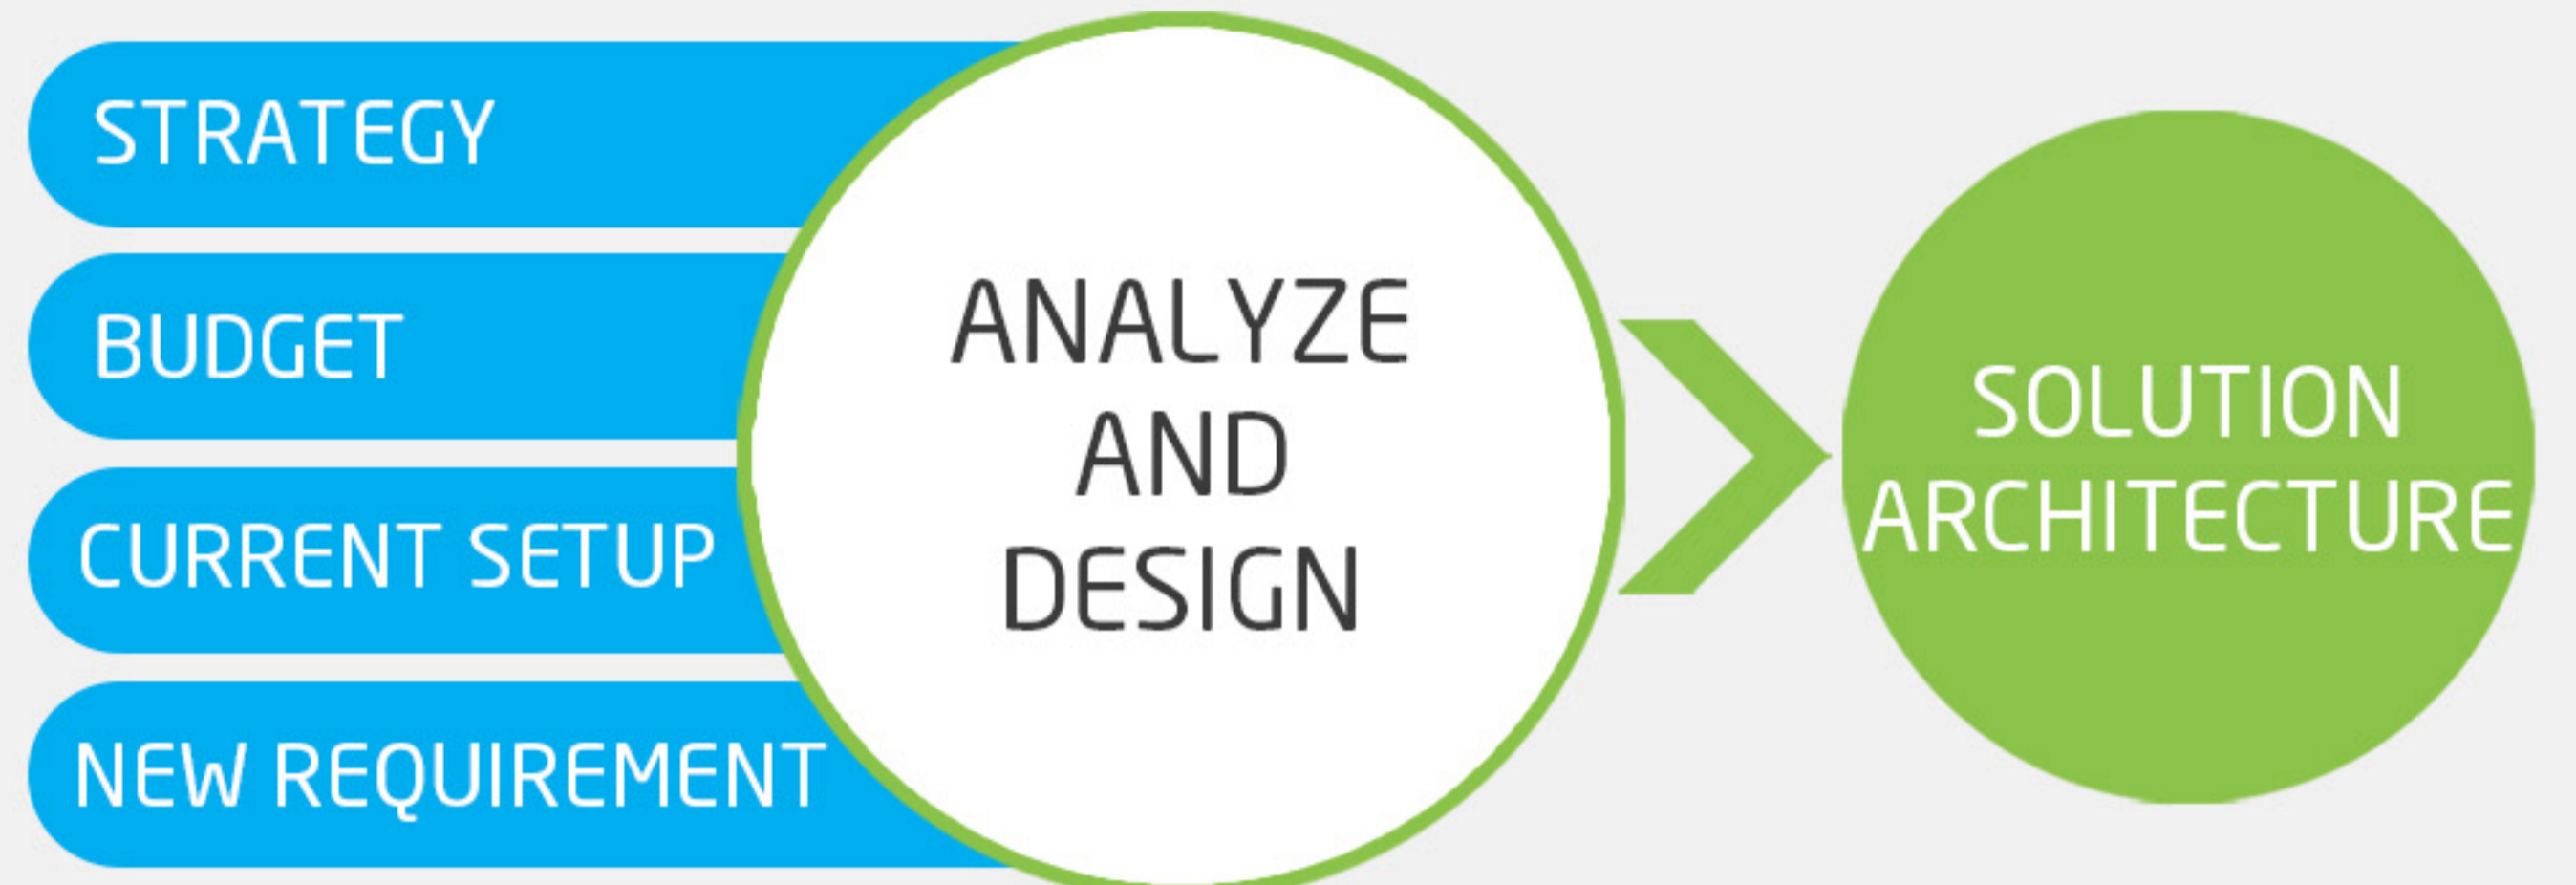 STRATEGY
BUDGET
CURRENT SETUP
NEW REQUIREMENT
ANALYZE
AND
DESIGN
SOLUTION
ARCHITECTURE